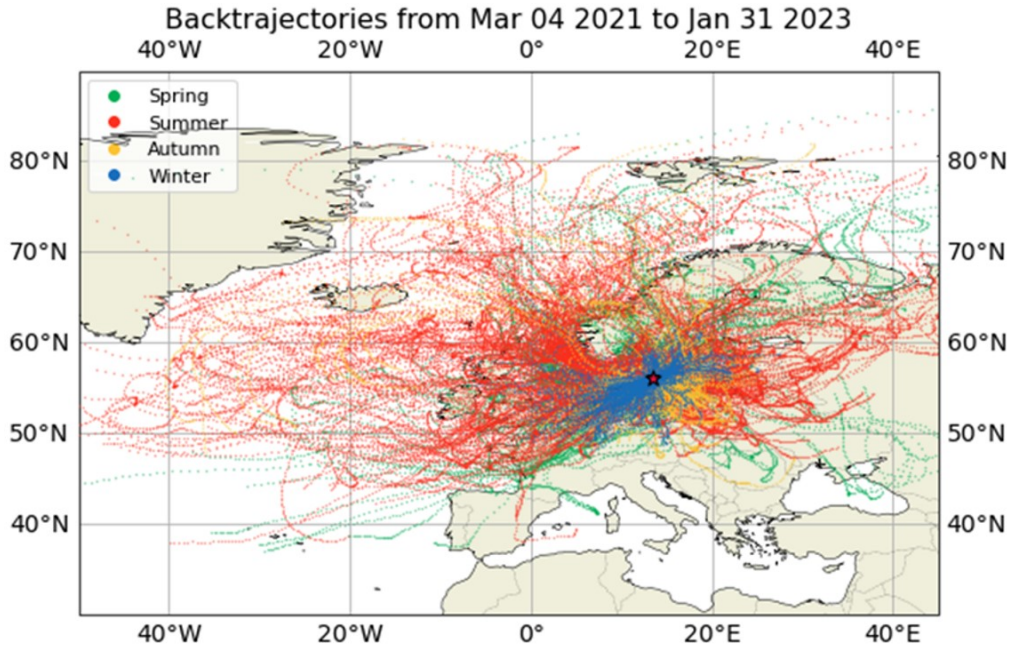 Backtrajectories from Mar 04 2021 to Jan 31 2023
40°W 20°W 0° 20°E 40°E
Spring
Summer
Autumn
80°N 80°N
Winter
70°N 70°N
60°N 60°N
50°N 50°N
40°N 40°N
40°W 20°W 0° 20°E 40°E